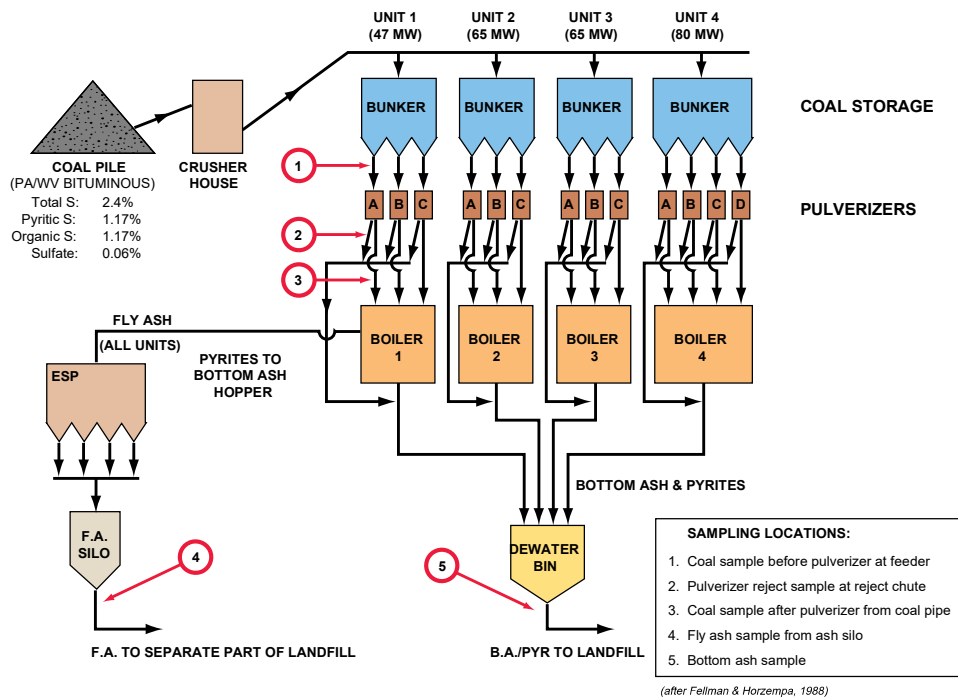 UNIT 1
(47 MW)
UNIT 2
(65 MW)
UNIT 3
(65 MW)
UNIT 4
(80 MW)
BUNKER
BUNKER
BUNKER
BUNKER
COAL STORAGE
COAL PILE
(PA/WV BITUMINOUS)
Total S: 2.4%
Pyritic S: 1.17%
Organic S: 1.17%
Sulfate: 0.06%
CRUSHER
HOUSE
1
A B C
A B C
A B C
A B C D
PULVERIZERS
2
3
FLY ASH
(ALL UNITS)
BOILER
1
BOILER
2
BOILER
3
BOILER
4
PYRITES TO
BOTTOM ASH
HOPPER
ESP
BOTTOM ASH & PYRITES
F.A.
SILO
4
DEWATER
BIN
5
F.A. TO SEPARATE PART OF LANDFILL
B.A./PYR TO LANDFILL
SAMPLING LOCATIONS:
1. Coal sample before pulverizer at feeder
2. Pulverizer reject sample at reject chute
3. Coal sample after pulverizer from coal pipe
4. Fly ash sample from ash silo
5. Bottom ash sample
(after Fellman & Horzempa, 1988)